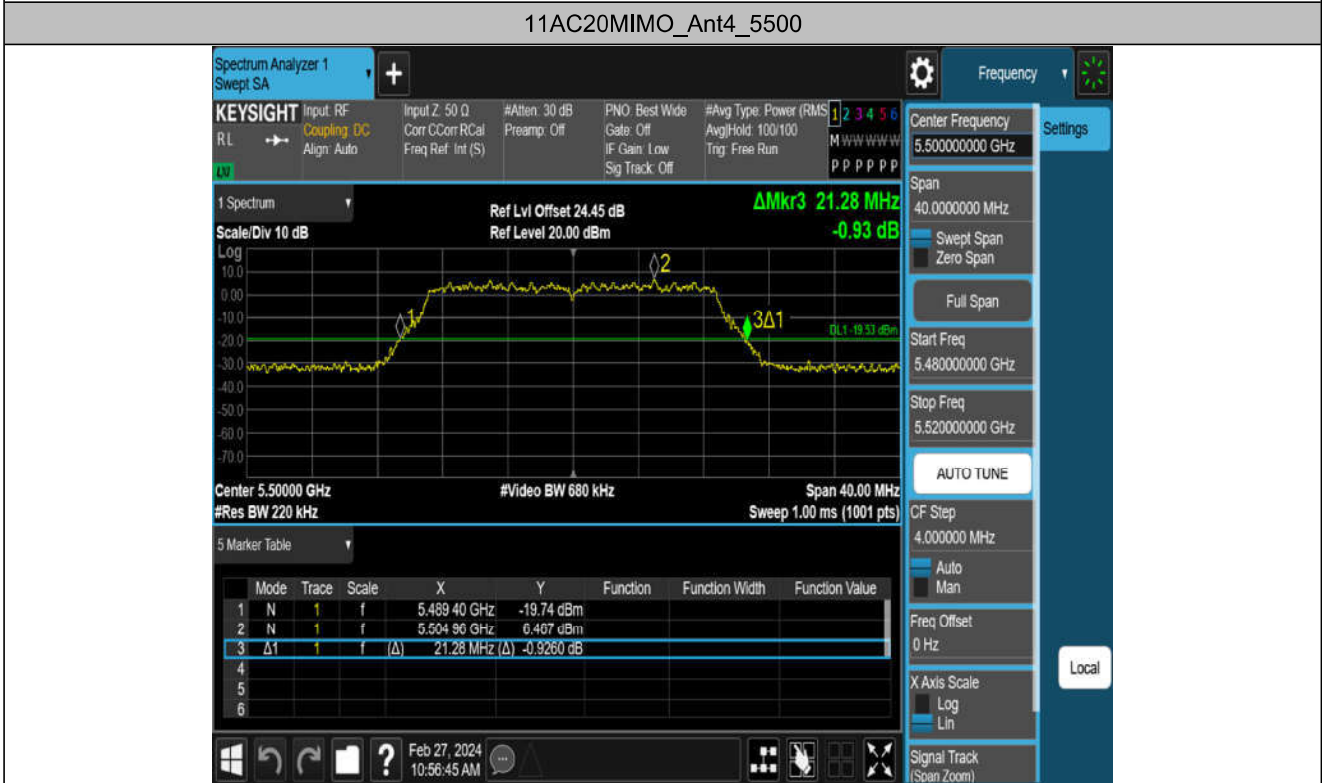 11AC20MIMO_Ant4_5500
Spectrum Analyzer 1
Swept SA
+
Frequency
KEYSIGHT Input: RF
Coupling: DC
Align: Auto
RL
Input Z: 50 Ω
Corr CCorr RCal
Freq Ref: Int (S)
#Atten: 30 dB
Preamp: Off
PNO: Best Wide
Gate: Off
IF Gain: Low
Sig Track: Off
#Avg Type: Power (RMS
Avg|Hold: 100/100
Trig: Free Run
1 2 3 4 5 6
M W W W W W
P P P P P P
Center Frequency
5.500000000 GHz
Settings
Span
40.0000000 MHz
Swept Span
Zero Span
Full Span
Start Freq
5.480000000 GHz
Stop Freq
5.520000000 GHz
AUTO TUNE
CF Step
4.000000 MHz
Auto
Man
Freq Offset
0 Hz
X Axis Scale
Log
Lin
Signal Track
(Span Zoom)
Local
1 Spectrum
Scale/Div 10 dB
Ref Lvl Offset 24.45 dB
Ref Level 20.00 dBm
ΔMkr3 21.28 MHz
-0.93 dB
Log
10.0
0.00
-10.0
-20.0
-30.0
-40.0
-50.0
-60.0
-70.0
1
2
3Δ1
DL1 -19.53 dBm
Center 5.50000 GHz
#Video BW 680 kHz
Span 40.00 MHz
#Res BW 220 kHz
Sweep 1.00 ms (1001 pts)
5 Marker Table
Mode Trace Scale X Y Function Function Width Function Value
1 N 1 f 5.489 40 GHz -19.74 dBm
2 N 1 f 5.504 96 GHz 6.467 dBm
3 Δ1 1 f (Δ) 21.28 MHz (Δ) -0.9260 dB
4
5
6
?
Feb 27, 2024
10:56:45 AM